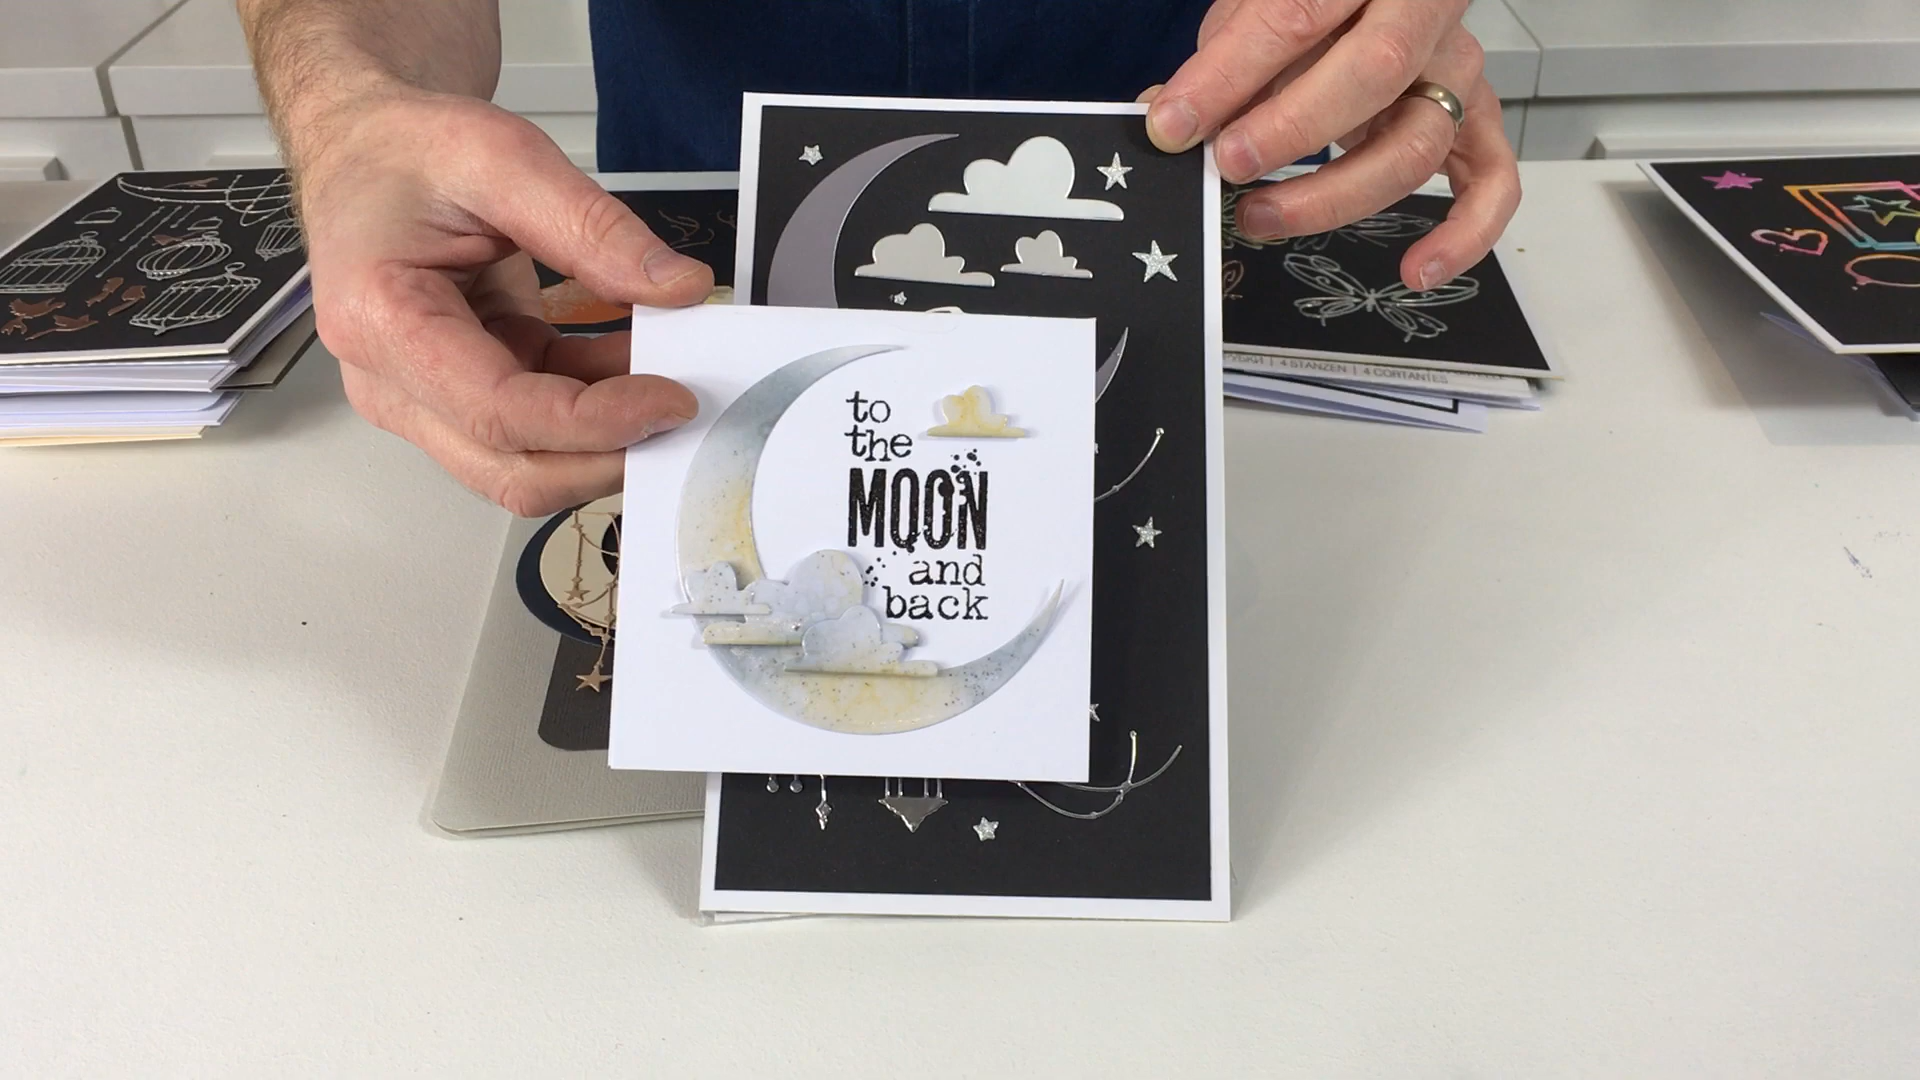 to
the
MOON
and
back
| 4 STANZEN | 4 CORTANTES